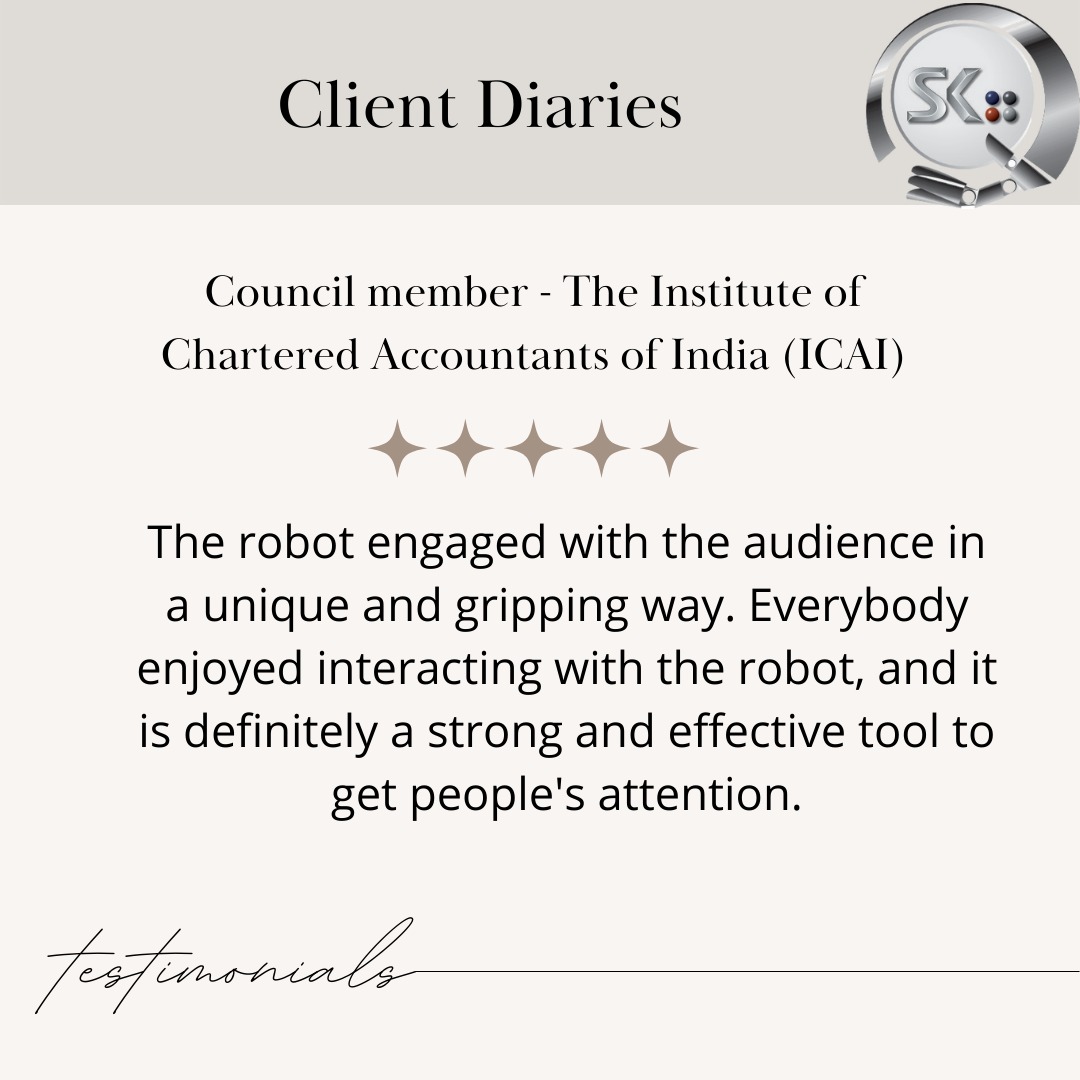 Client Diaries
SK
Council member - The Institute of
Chartered Accountants of India (ICAI)
The robot engaged with the audience in
a unique and gripping way. Everybody
enjoyed interacting with the robot, and it
is definitely a strong and effective tool to
get people's attention.
testimonials